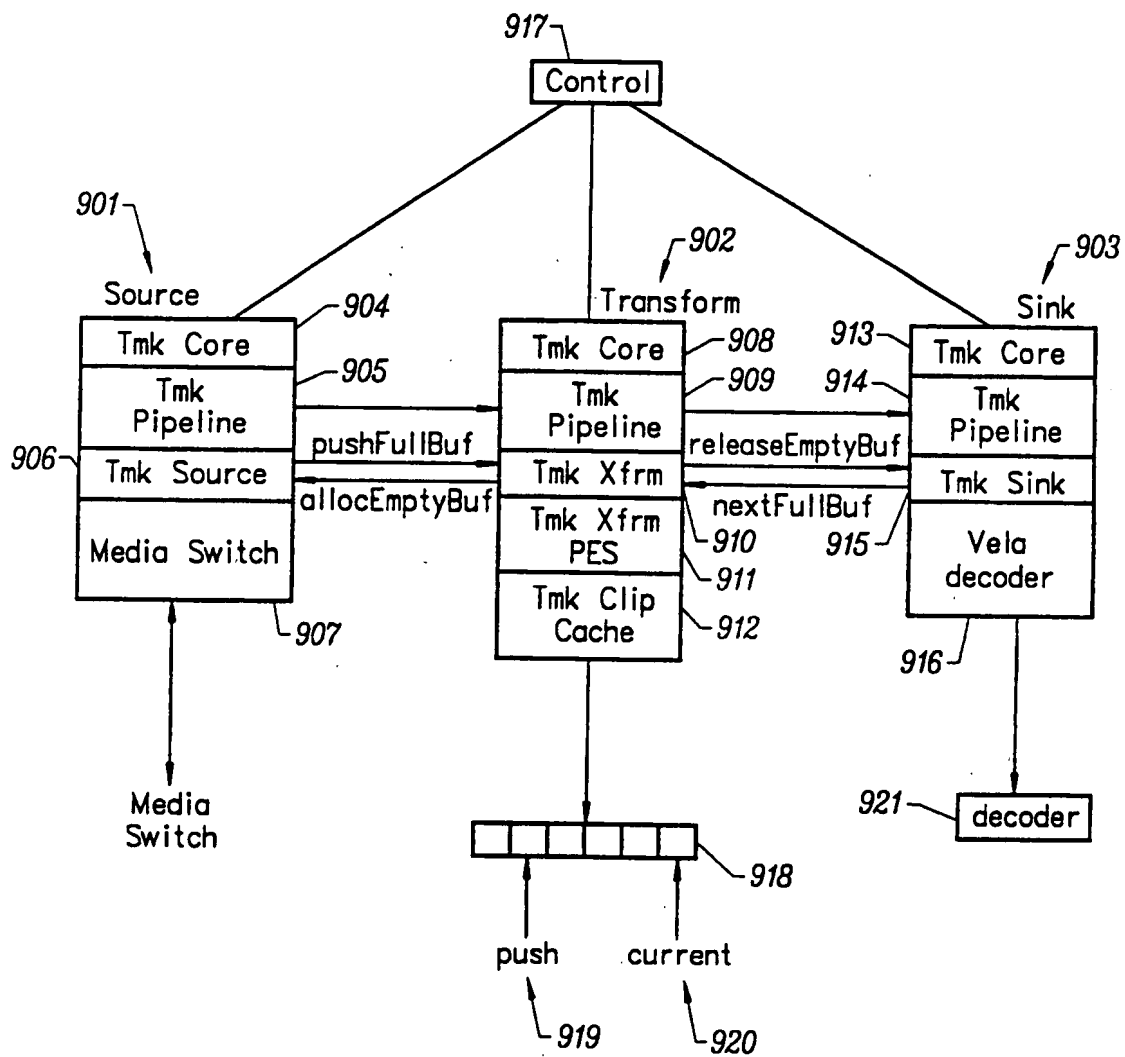 917
Control
901
902
903
Source
Transform
Sink
904
Tmk Core
908
Tmk Core
913
Tmk Core
905
Tmk
Pipeline
909
Tmk
Pipeline
914
Tmk
Pipeline
pushFullBuf
releaseEmptyBuf
906
Tmk Source
Tmk Xfrm
Tmk Sink
allocEmptyBuf
nextFullBuf
910
915
Media Switch
Tmk Xfrm
PES
911
Vela
decoder
907
Tmk Clip
Cache
912
916
Media
Switch
921
decoder
918
push
current
919
920